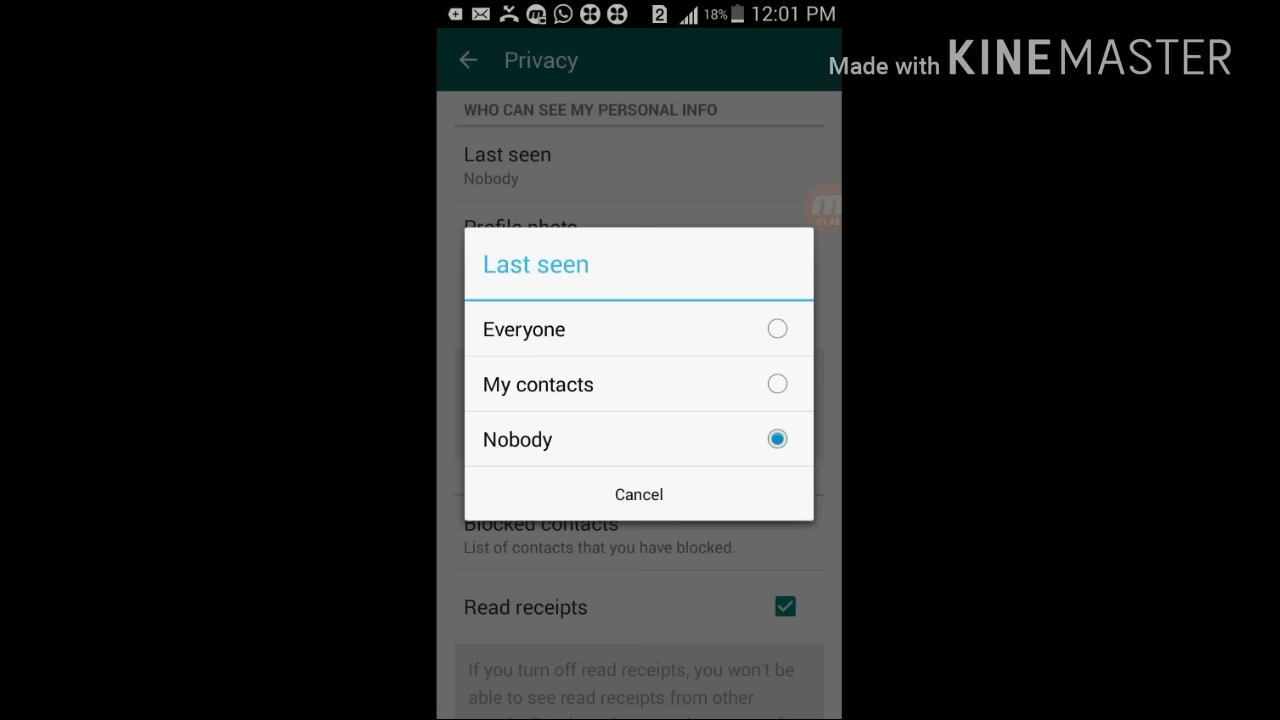 2 18% 12:01 PM
Made with KINEMASTER
Privacy
WHO CAN SEE MY PERSONAL INFO
Last seen
Nobody
Profile photo
Last seen
Everyone
My contacts
Nobody
Cancel
Blocked contacts
List of contacts that you have blocked.
Read receipts
If you turn off read receipts, you won't be
able to see read receipts from other